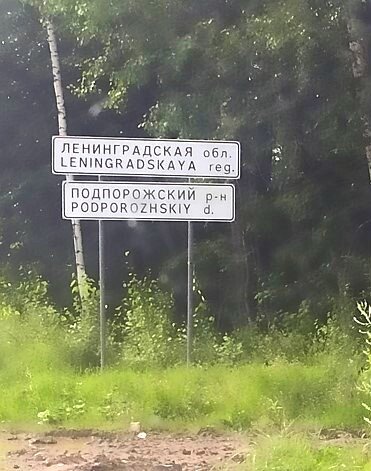 ЛЕНИНГРАДСКАЯ обл.
LENINGRADSKAYA reg.
ПОДПОРОЖСКИЙ р-н
PODPOROZHSKIY d.